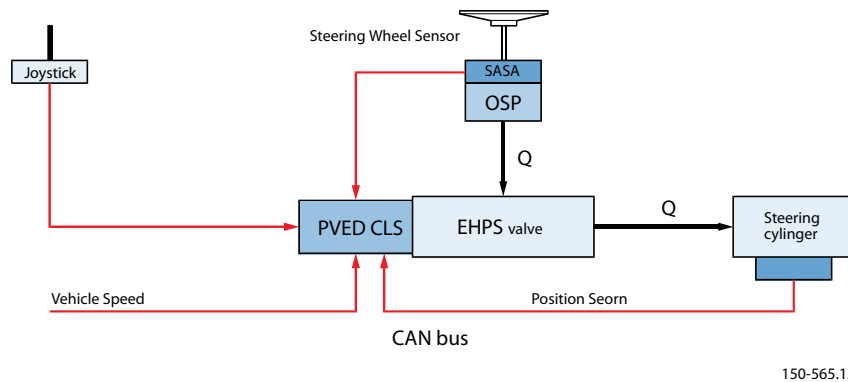 Steering Wheel Sensor
Joystick
SASA
OSP
Q
PVED CLS
EHPS valve
Q
Steering
cylinger
Vehicle Speed
Position Seorn
CAN bus
150-565.1